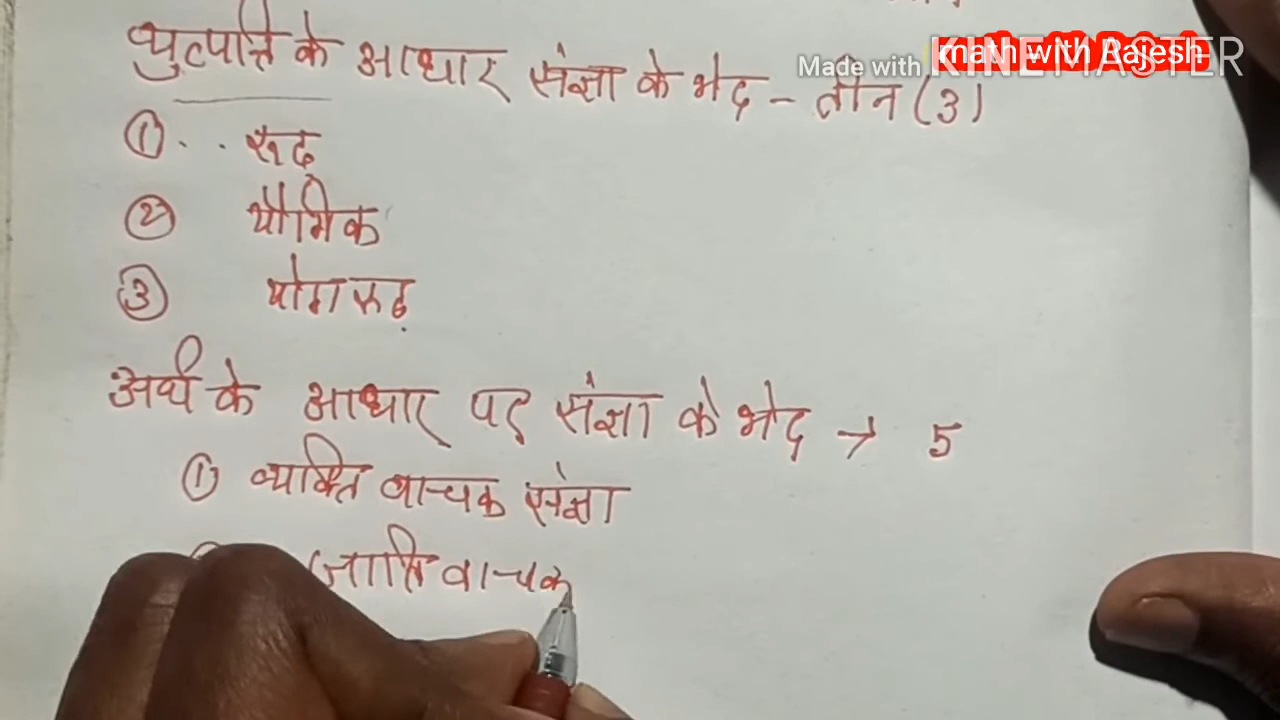 Made with KINEMASTER
math with Rajesh
व्युत्पत्ति के आधार संज्ञा के भेद - तीन (3)
① .. रूढ़
② यौगिक
③ योगरूढ़
अर्थ के आधार पर संज्ञा के भेद → 5
① व्यक्ति वाचक संज्ञा
जाति वाचक